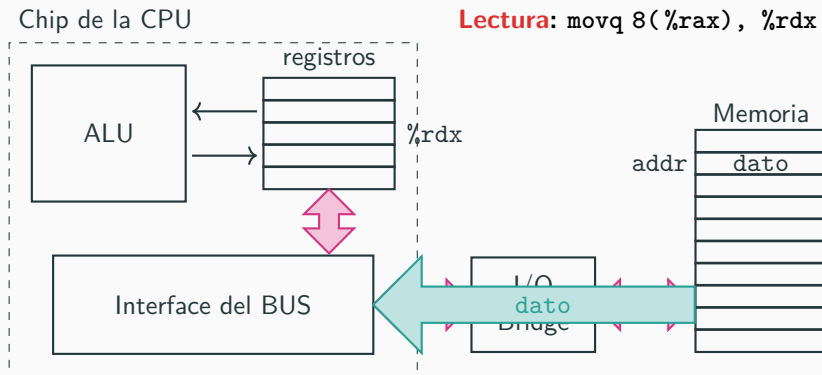 Chip de la CPU
Lectura: movq 8(%rax), %rdx
registros
ALU
%rdx
Memoria
addr
dato
Interface del BUS
I/O
dato
Bridge